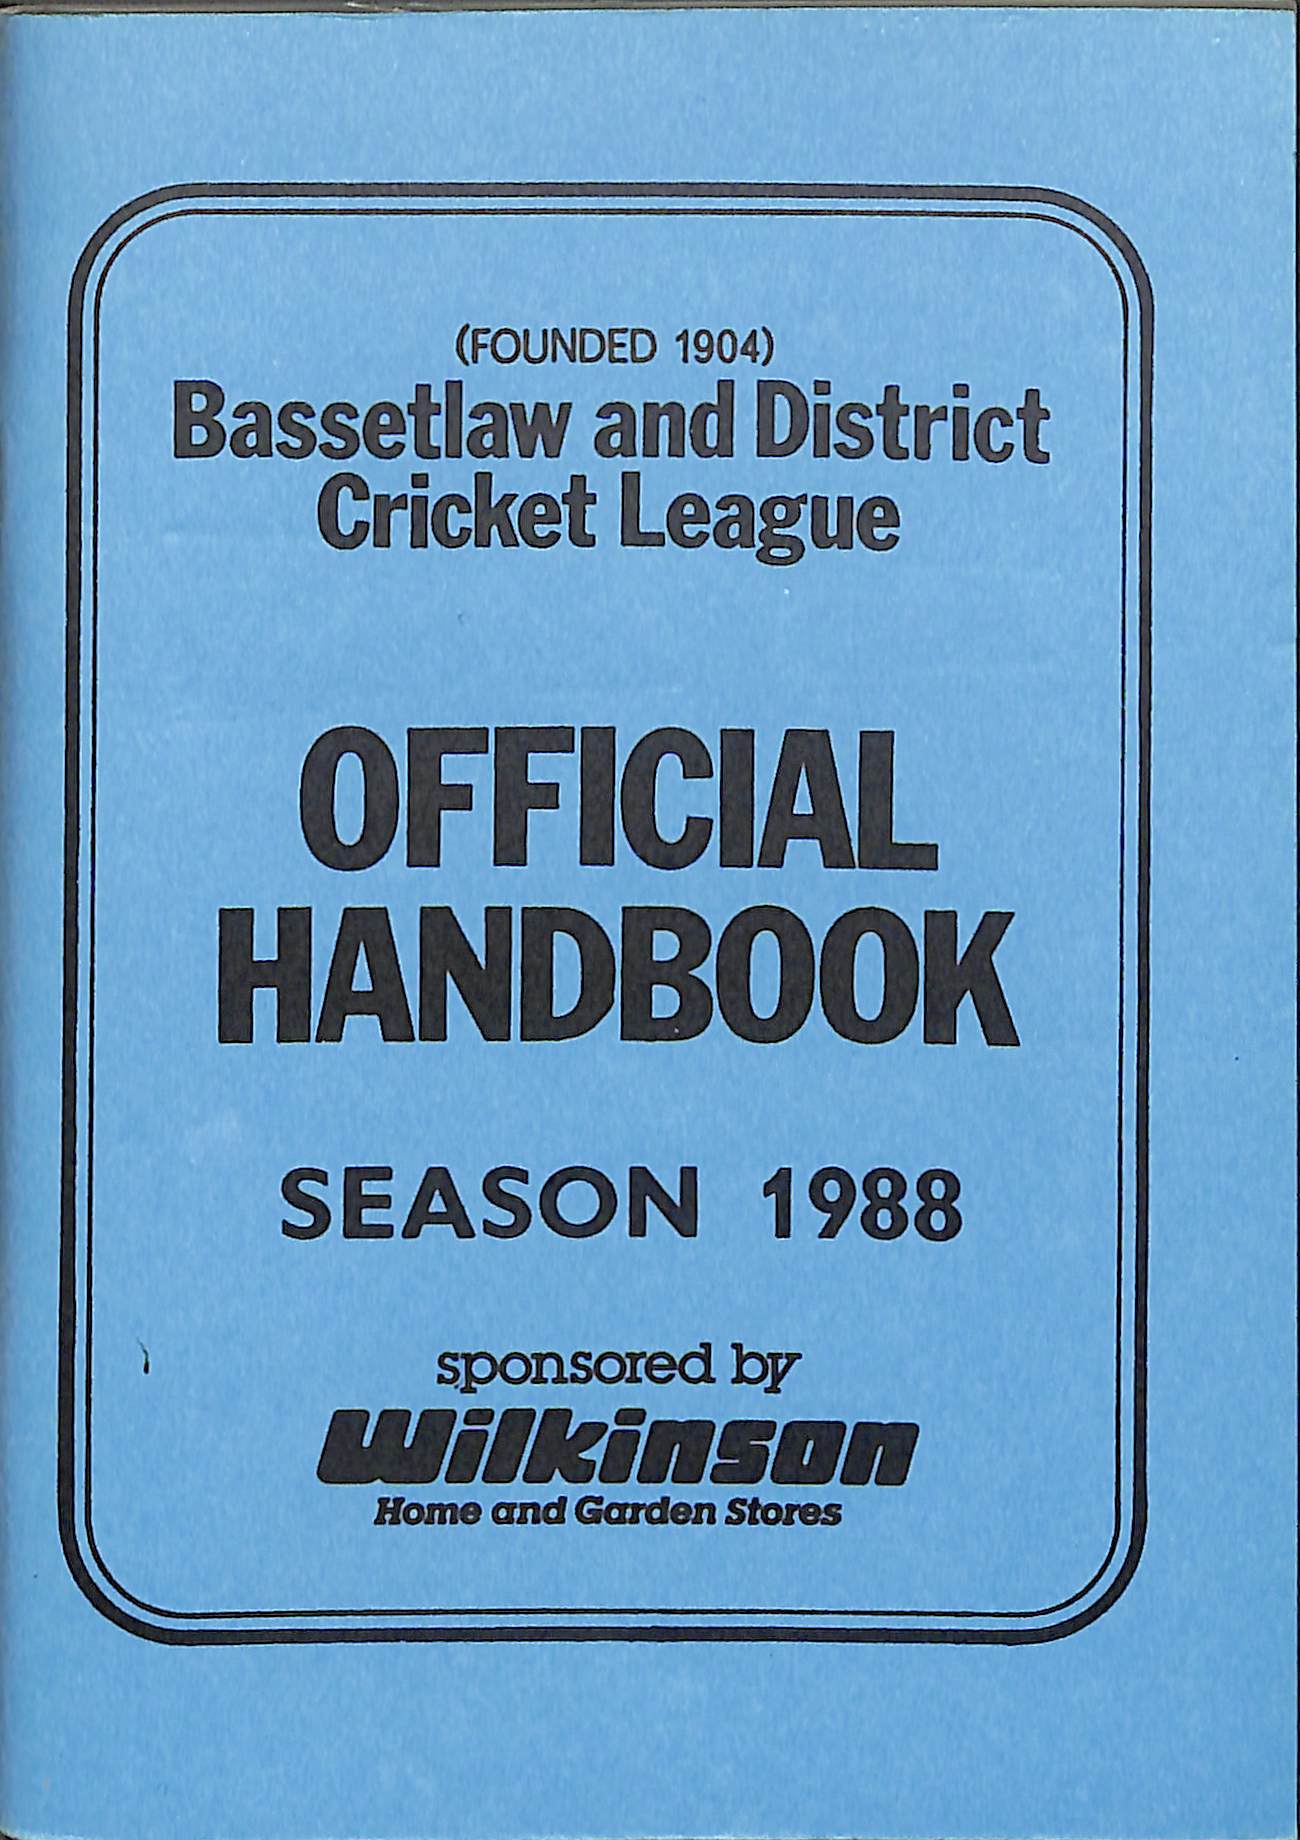 (FOUNDED 1904)
Bassetlaw and District
Cricket League
OFFICIAL
HANDBOOK
SEASON 1988
sponsored by
Wilkinson
Home and Garden Stores